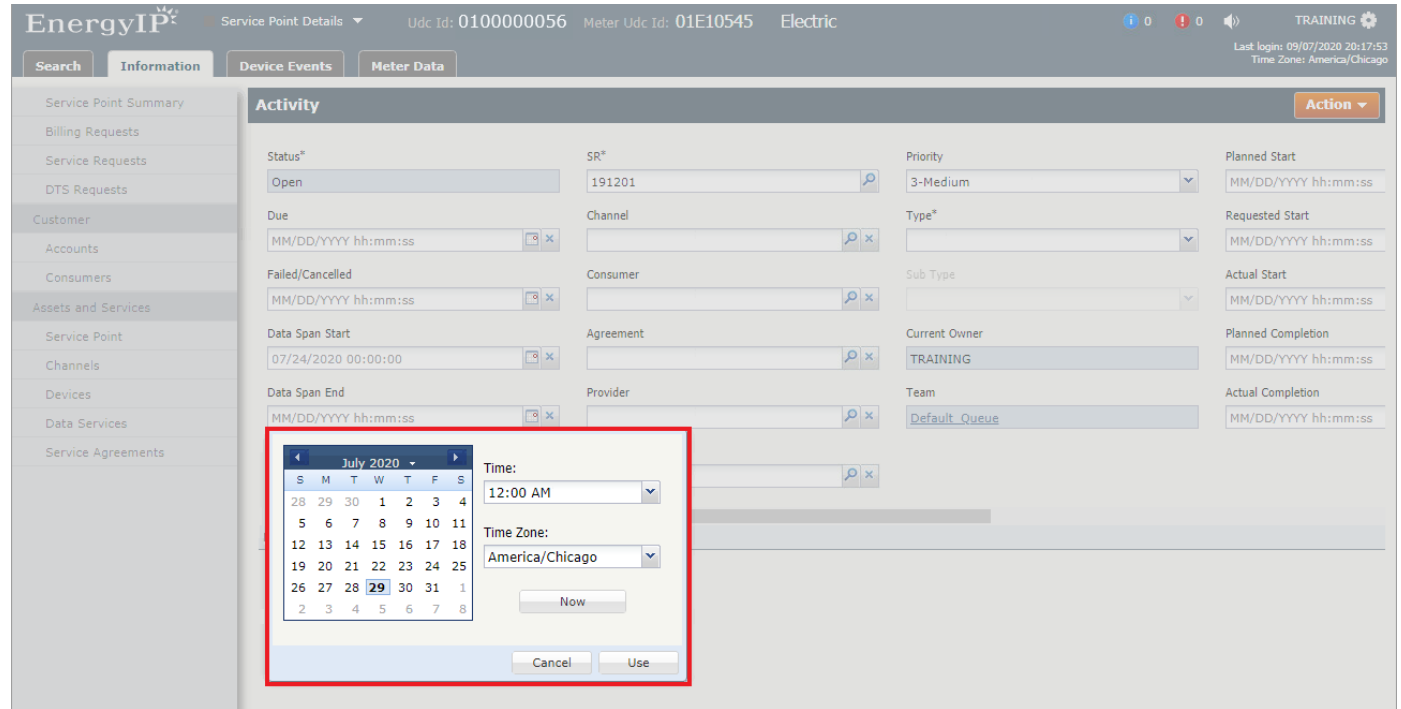 EnergyIP Service Point Details Udc Id: 0100000056 Meter Udc Id: 01E10545 Electric 0 0 TRAINING
Last login: 09/07/2020 20:17:53
Time Zone: America/Chicago
Search Information Device Events Meter Data
Service Point Summary
Billing Requests
Service Requests
DTS Requests
Customer
Accounts
Consumers
Assets and Services
Service Point
Channels
Devices
Data Services
Service Agreements
Activity Action
Status* SR* Priority Planned Start
Open 191201 3-Medium MM/DD/YYYY hh:mm:ss
Due Channel Type* Requested Start
MM/DD/YYYY hh:mm:ss MM/DD/YYYY hh:mm:ss
Failed/Cancelled Consumer Sub Type Actual Start
MM/DD/YYYY hh:mm:ss MM/DD/YYYY hh:mm:ss
Data Span Start Agreement Current Owner Planned Completion
07/24/2020 00:00:00 TRAINING MM/DD/YYYY hh:mm:ss
Data Span End Provider Team Actual Completion
MM/DD/YYYY hh:mm:ss Default_Queue MM/DD/YYYY hh:mm:ss
July 2020
S M T W T F S
28 29 30 1 2 3 4
5 6 7 8 9 10 11
12 13 14 15 16 17 18
19 20 21 22 23 24 25
26 27 28 29 30 31 1
2 3 4 5 6 7 8
Time:
12:00 AM
Time Zone:
America/Chicago
Now
Cancel Use